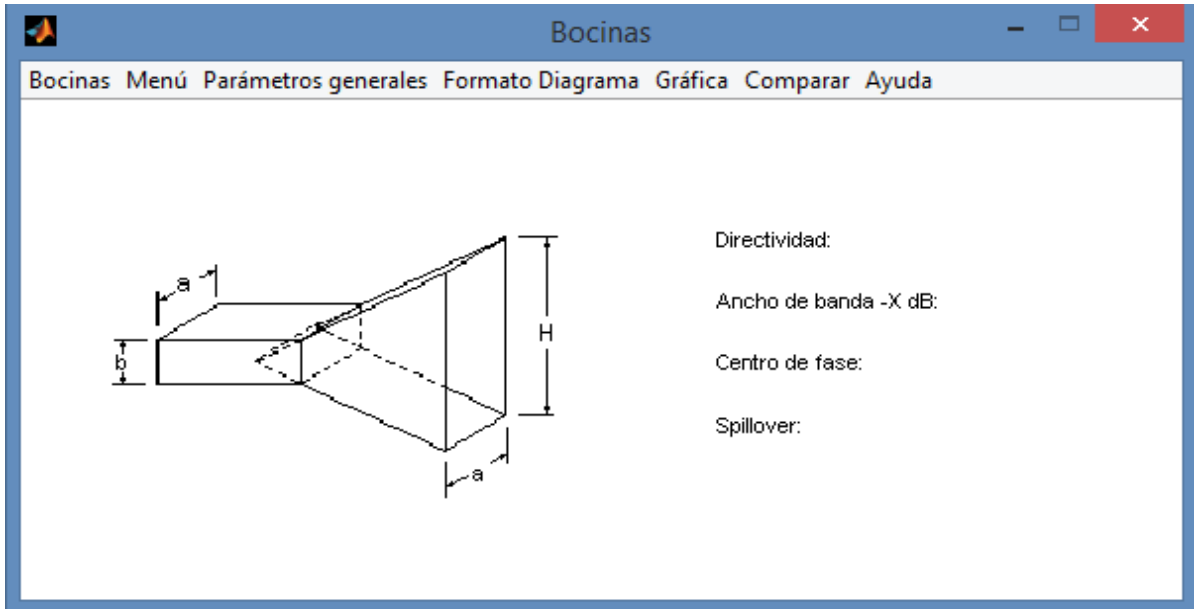 Bocinas
Bocinas Menú Parámetros generales Formato Diagrama Gráfica Comparar Ayuda
a
b
H
a
Directividad:
Ancho de banda -X dB:
Centro de fase:
Spillover: